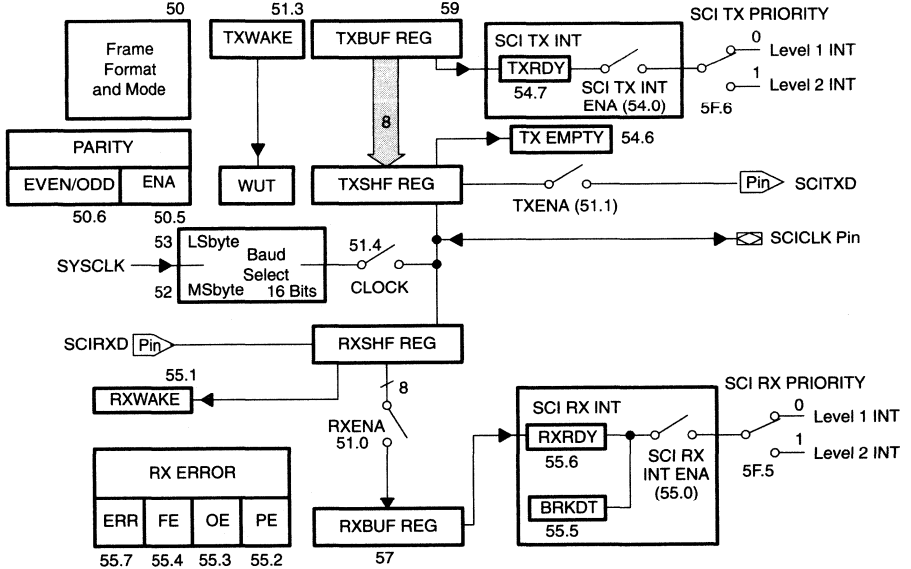 50
51.3
59
SCI TX PRIORITY
Frame
Format
and Mode
TXWAKE
TXBUF REG
SCI TX INT
TXRDY
54.7
SCI TX INT
ENA (54.0)
0
Level 1 INT
1
Level 2 INT
5F.6
8
TX EMPTY
54.6
PARITY
EVEN/ODD
ENA
50.6
50.5
WUT
TXSHF REG
TXENA (51.1)
Pin
SCITXD
53
LSbyte
Baud
Select
MSbyte
16 Bits
52
SYSCLK
51.4
CLOCK
SCICLK Pin
SCIRXD
Pin
RXSHF REG
55.1
RXWAKE
8
RXENA
51.0
SCI RX PRIORITY
SCI RX INT
RXRDY
55.6
SCI RX
INT ENA
(55.0)
0
Level 1 INT
1
Level 2 INT
5F.5
BRKDT
55.5
RX ERROR
ERR
FE
OE
PE
55.7
55.4
55.3
55.2
RXBUF REG
57